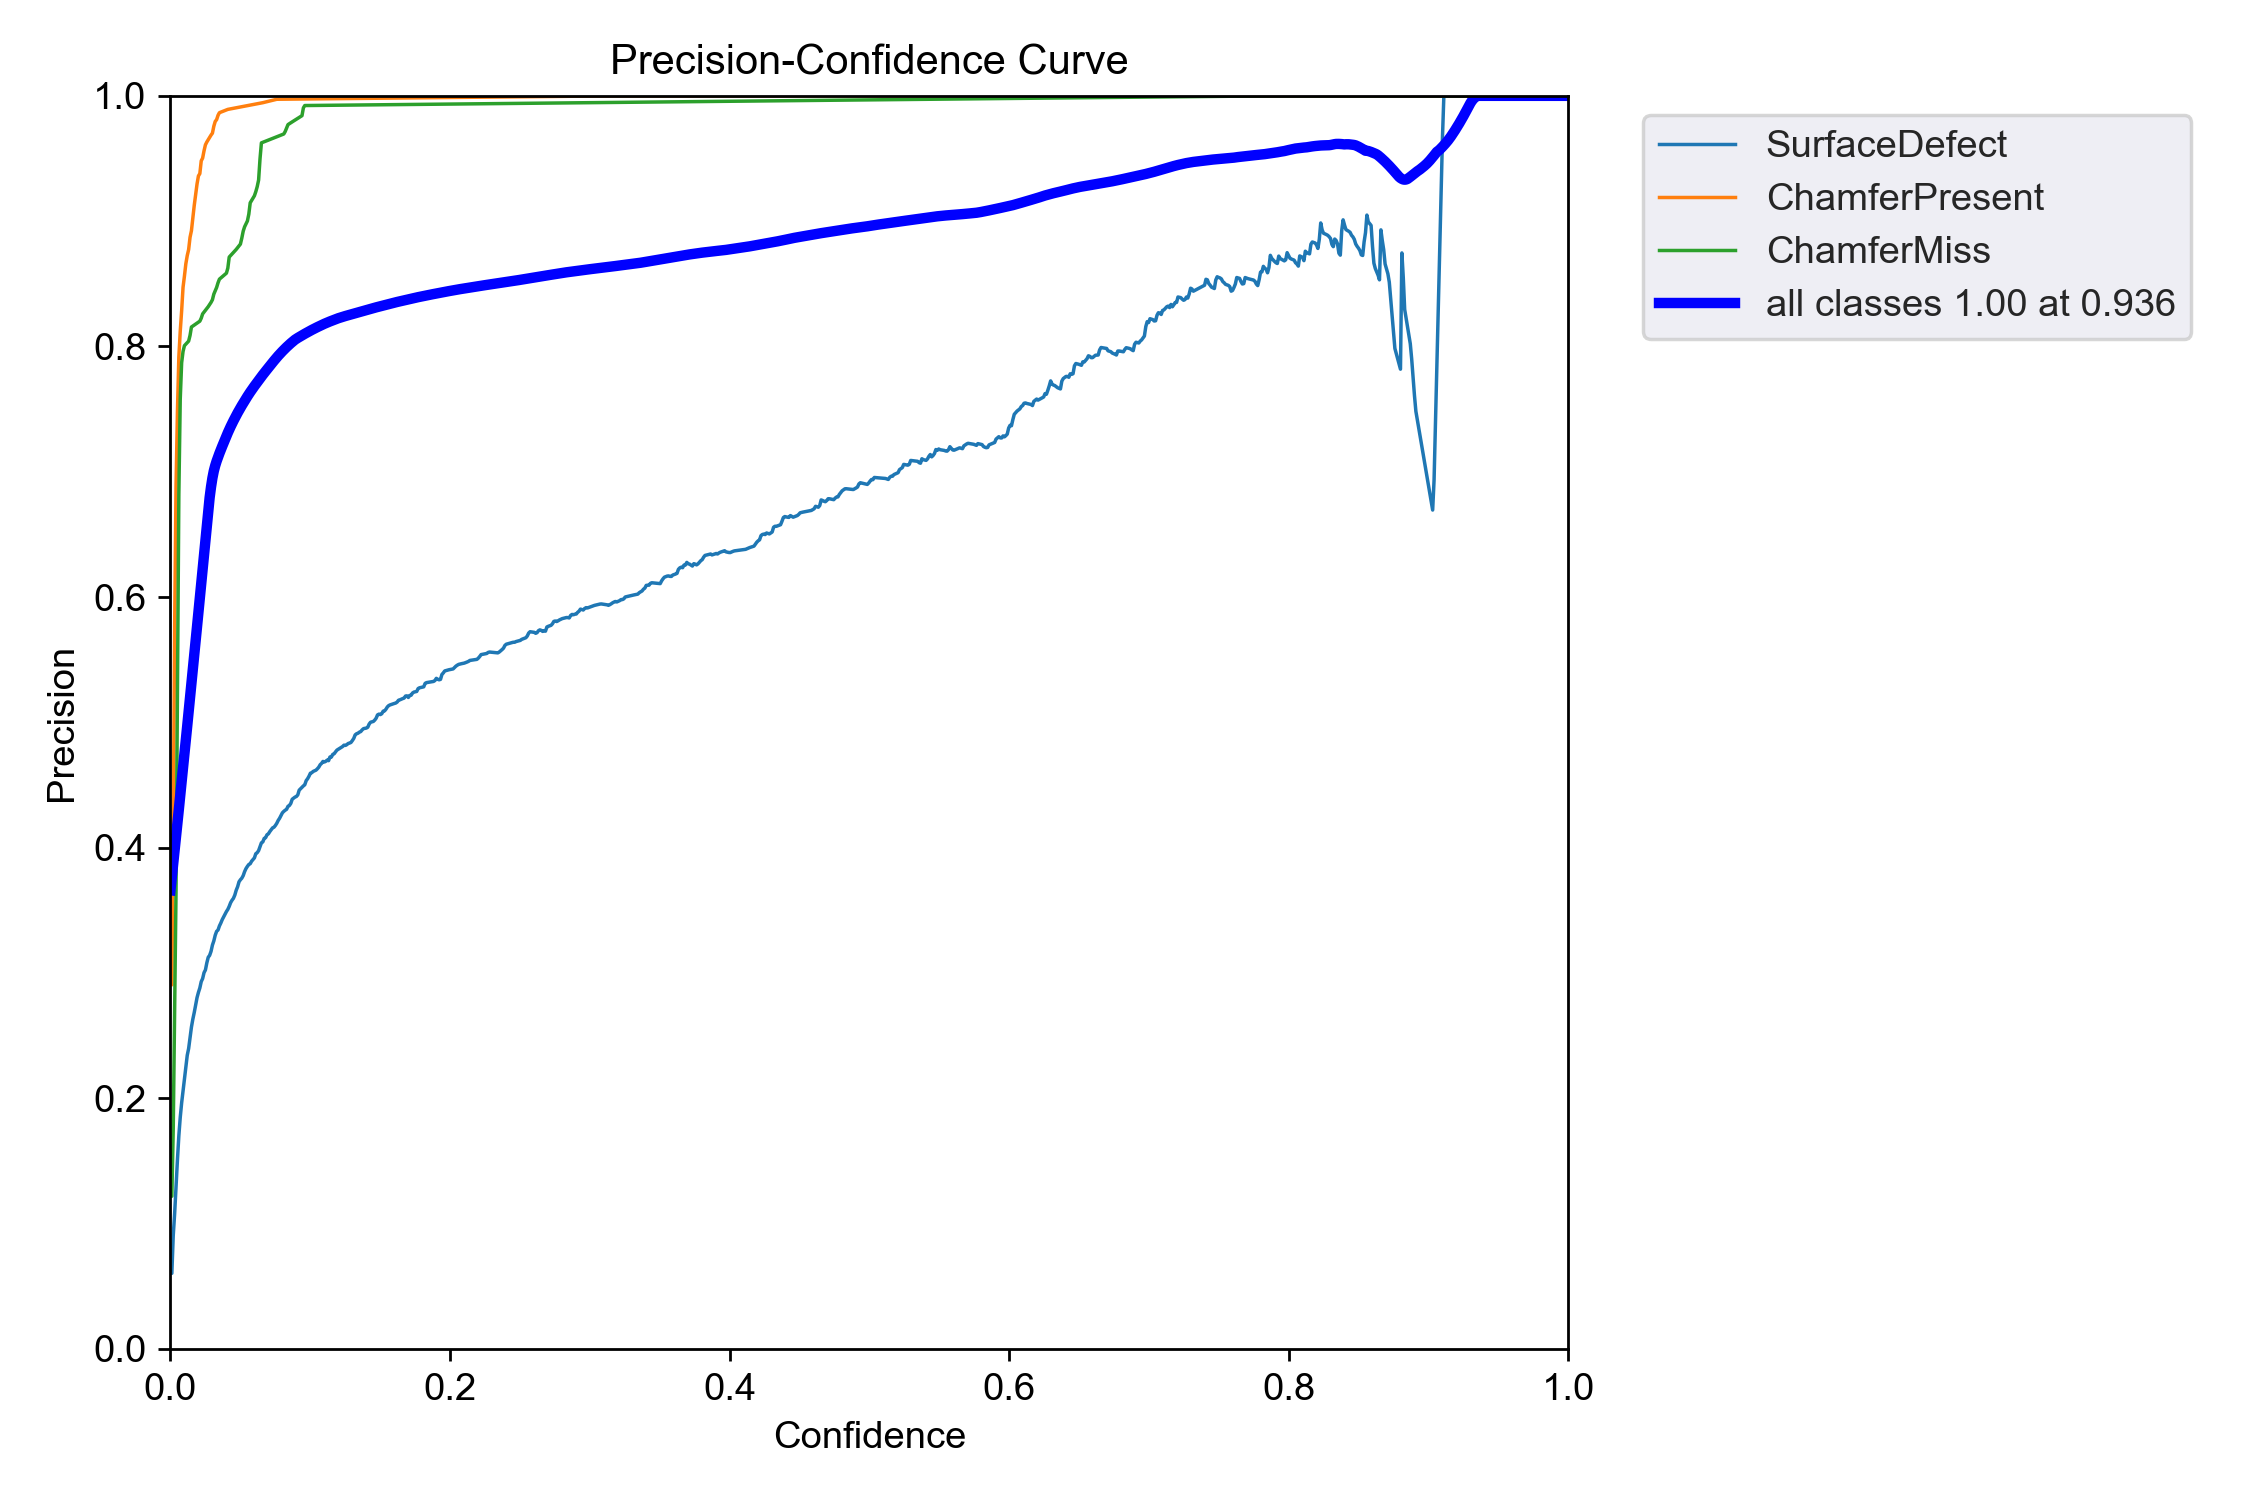 Precision-Confidence Curve
1.0
0.8
0.6
0.4
0.2
0.0
Precision
0.0 0.2 0.4 0.6 0.8 1.0
Confidence
SurfaceDefect
ChamferPresent
ChamferMiss
all classes 1.00 at 0.936